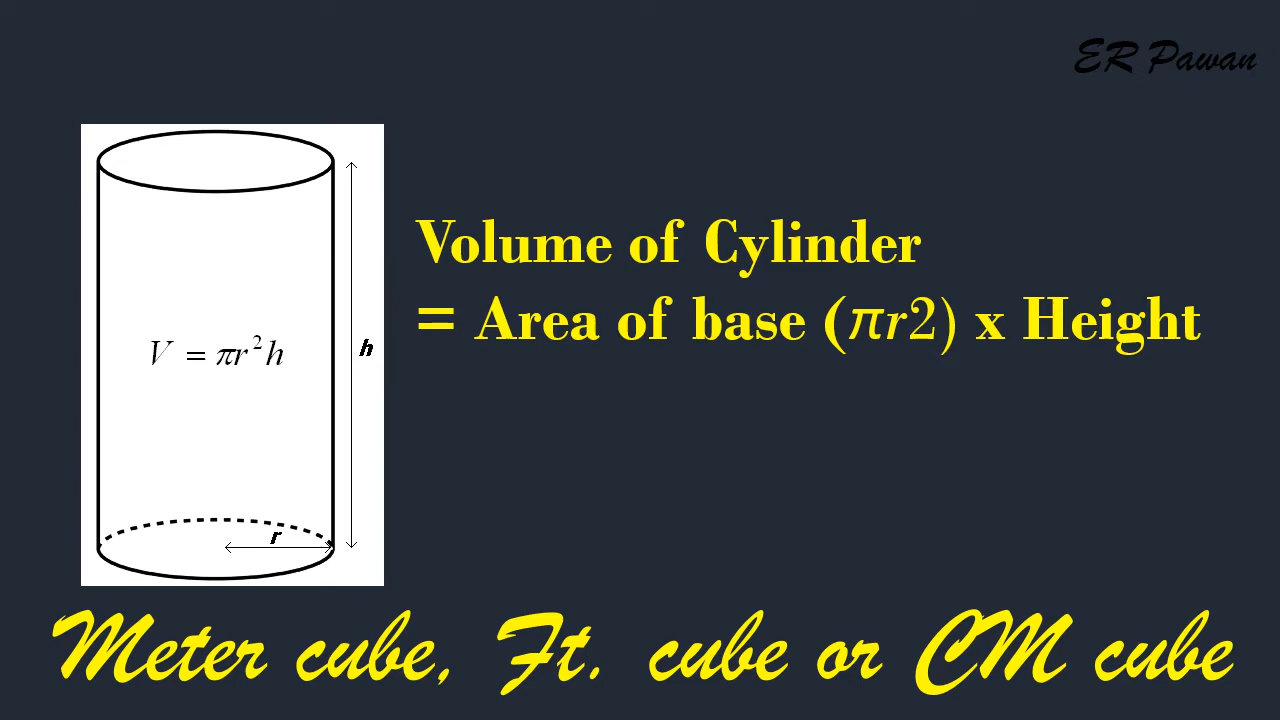 ER Pawan
Volume of Cylinder
= Area of base (πr2) x Height
V = πr²h
h
r
Meter cube, Ft. cube or CM cube